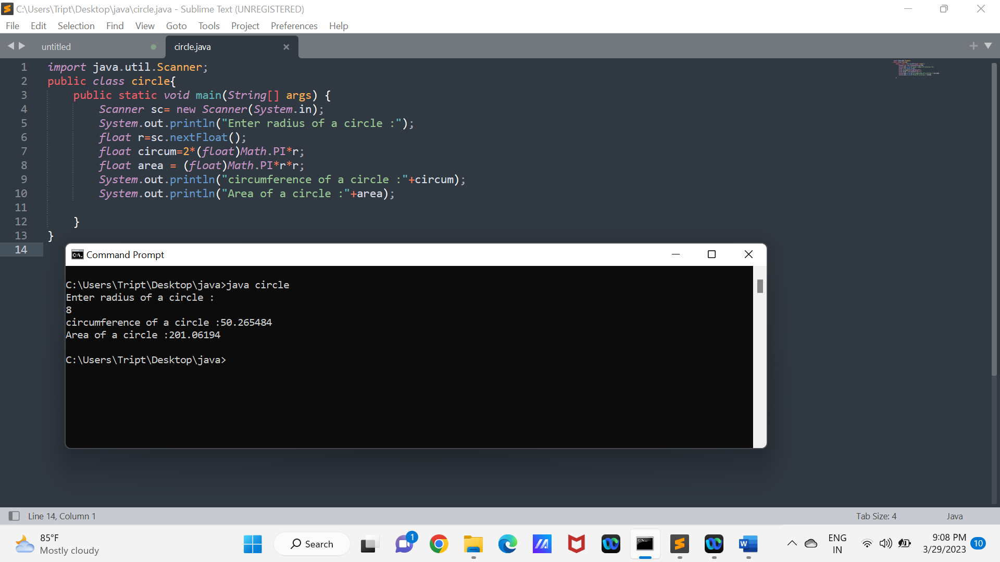 C:\Users\Tript\Desktop\java\circle.java - Sublime Text (UNREGISTERED)
File Edit Selection Find View Goto Tools Project Preferences Help
untitled circle.java
1 import java.util.Scanner;
2 public class circle{
3 public static void main(String[] args) {
4 Scanner sc= new Scanner(System.in);
5 System.out.println("Enter radius of a circle :");
6 float r=sc.nextFloat();
7 float circum=2*(float)Math.PI*r;
8 float area = (float)Math.PI*r*r;
9 System.out.println("circumference of a circle :"+circum);
10 System.out.println("Area of a circle :"+area);
11
12 }
13 }
14
Command Prompt
C:\Users\Tript\Desktop\java>java circle
Enter radius of a circle :
8
circumference of a circle :50.265484
Area of a circle :201.06194
C:\Users\Tript\Desktop\java>
Line 14, Column 1 Tab Size: 4 Java
85°F
Mostly cloudy
Search
1
ENG
IN
9:08 PM
3/29/2023
10